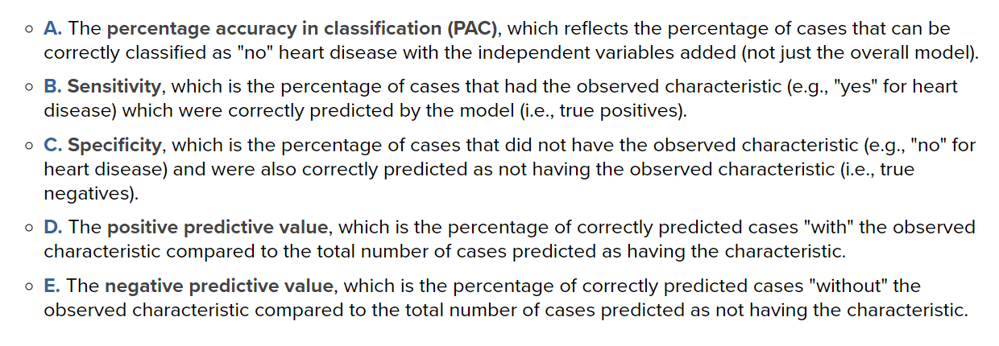 A. The percentage accuracy in classification (PAC), which reflects the percentage of cases that can be
correctly classified as "no" heart disease with the independent variables added (not just the overall model).
B. Sensitivity, which is the percentage of cases that had the observed characteristic (e.g., "yes" for heart
disease) which were correctly predicted by the model (i.e., true positives).
C. Specificity, which is the percentage of cases that did not have the observed characteristic (e.g., "no" for
heart disease) and were also correctly predicted as not having the observed characteristic (i.e., true
negatives).
D. The positive predictive value, which is the percentage of correctly predicted cases "with" the observed
characteristic compared to the total number of cases predicted as having the characteristic.
E. The negative predictive value, which is the percentage of correctly predicted cases "without" the
observed characteristic compared to the total number of cases predicted as not having the characteristic.